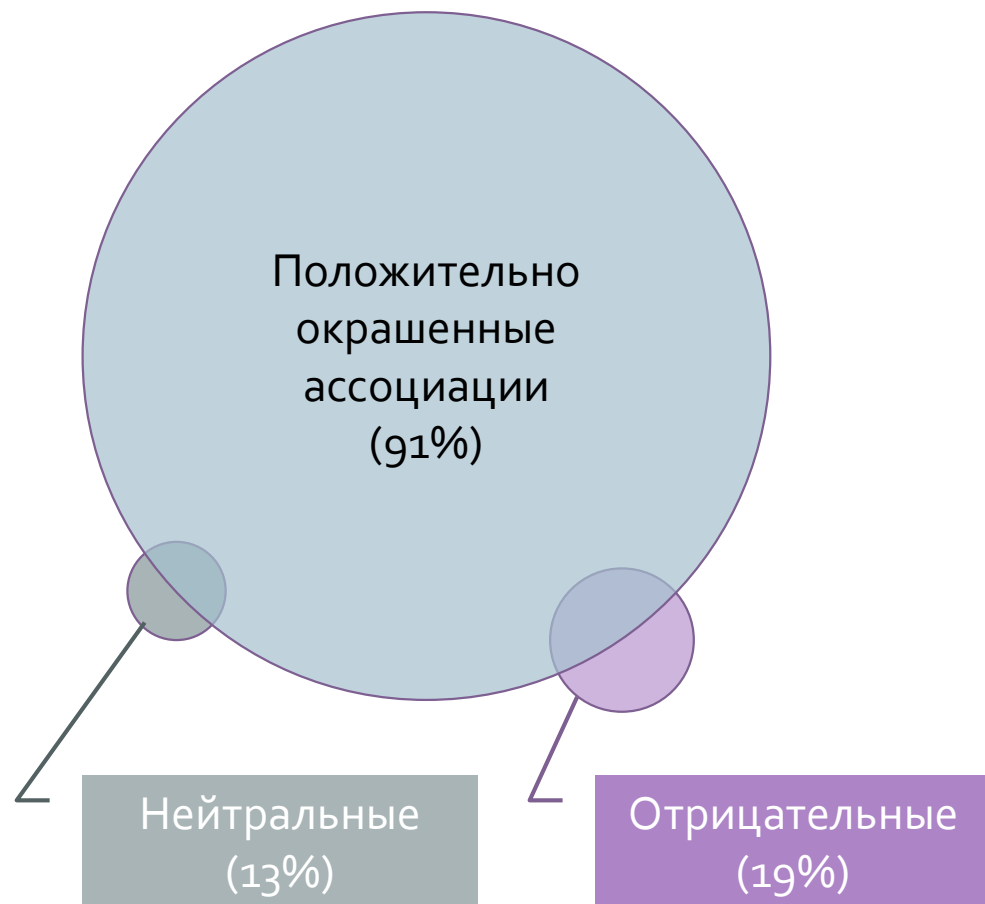 Положительно
окрашенные
ассоциации
(91%)
Нейтральные
(13%)
Отрицательные
(19%)